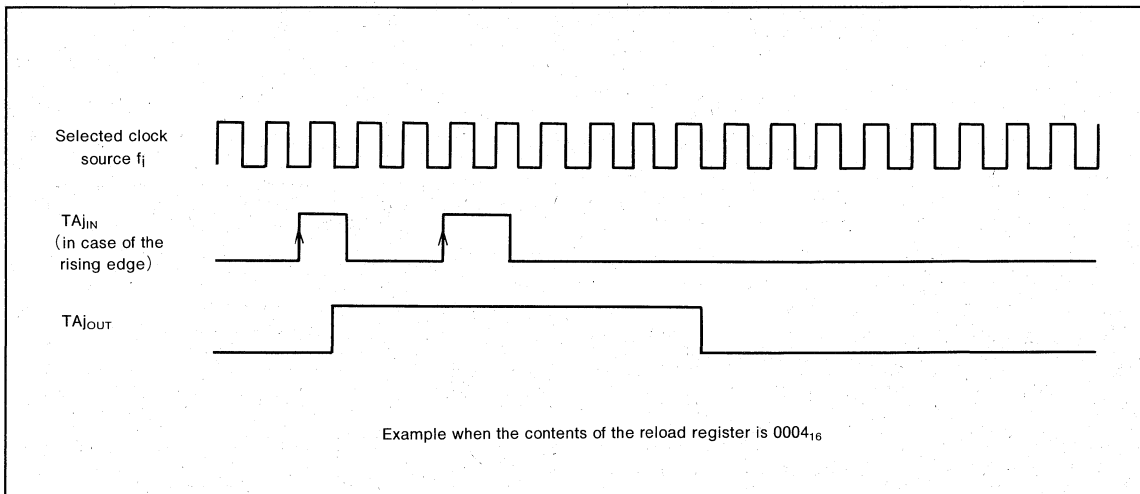 Selected clock
source fi
TAjIN
(in case of the
rising edge)
TAjOUT
Example when the contents of the reload register is 000416